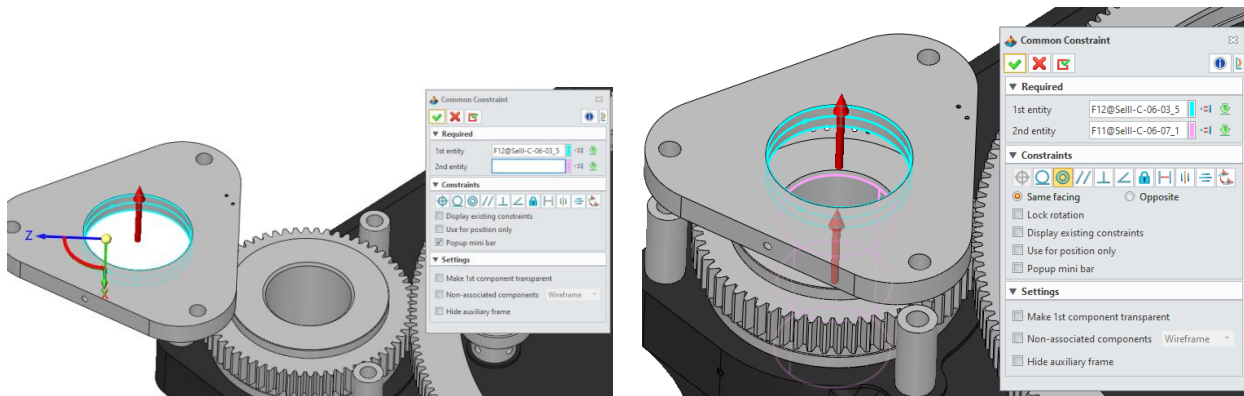 Z
X
Common Constraint
Required
1st entity F12@SelII-C-06-03_5
2nd entity
Constraints
Display existing constraints
Use for position only
Popup mini bar
Settings
Make 1st component transparent
Non-associated components Wireframe
Hide auxiliary frame
Common Constraint
Required
1st entity F12@SelII-C-06-03_5
2nd entity F11@SelII-C-06-07_1
Constraints
Same facing Opposite
Lock rotation
Display existing constraints
Use for position only
Popup mini bar
Settings
Make 1st component transparent
Non-associated components Wireframe
Hide auxiliary frame